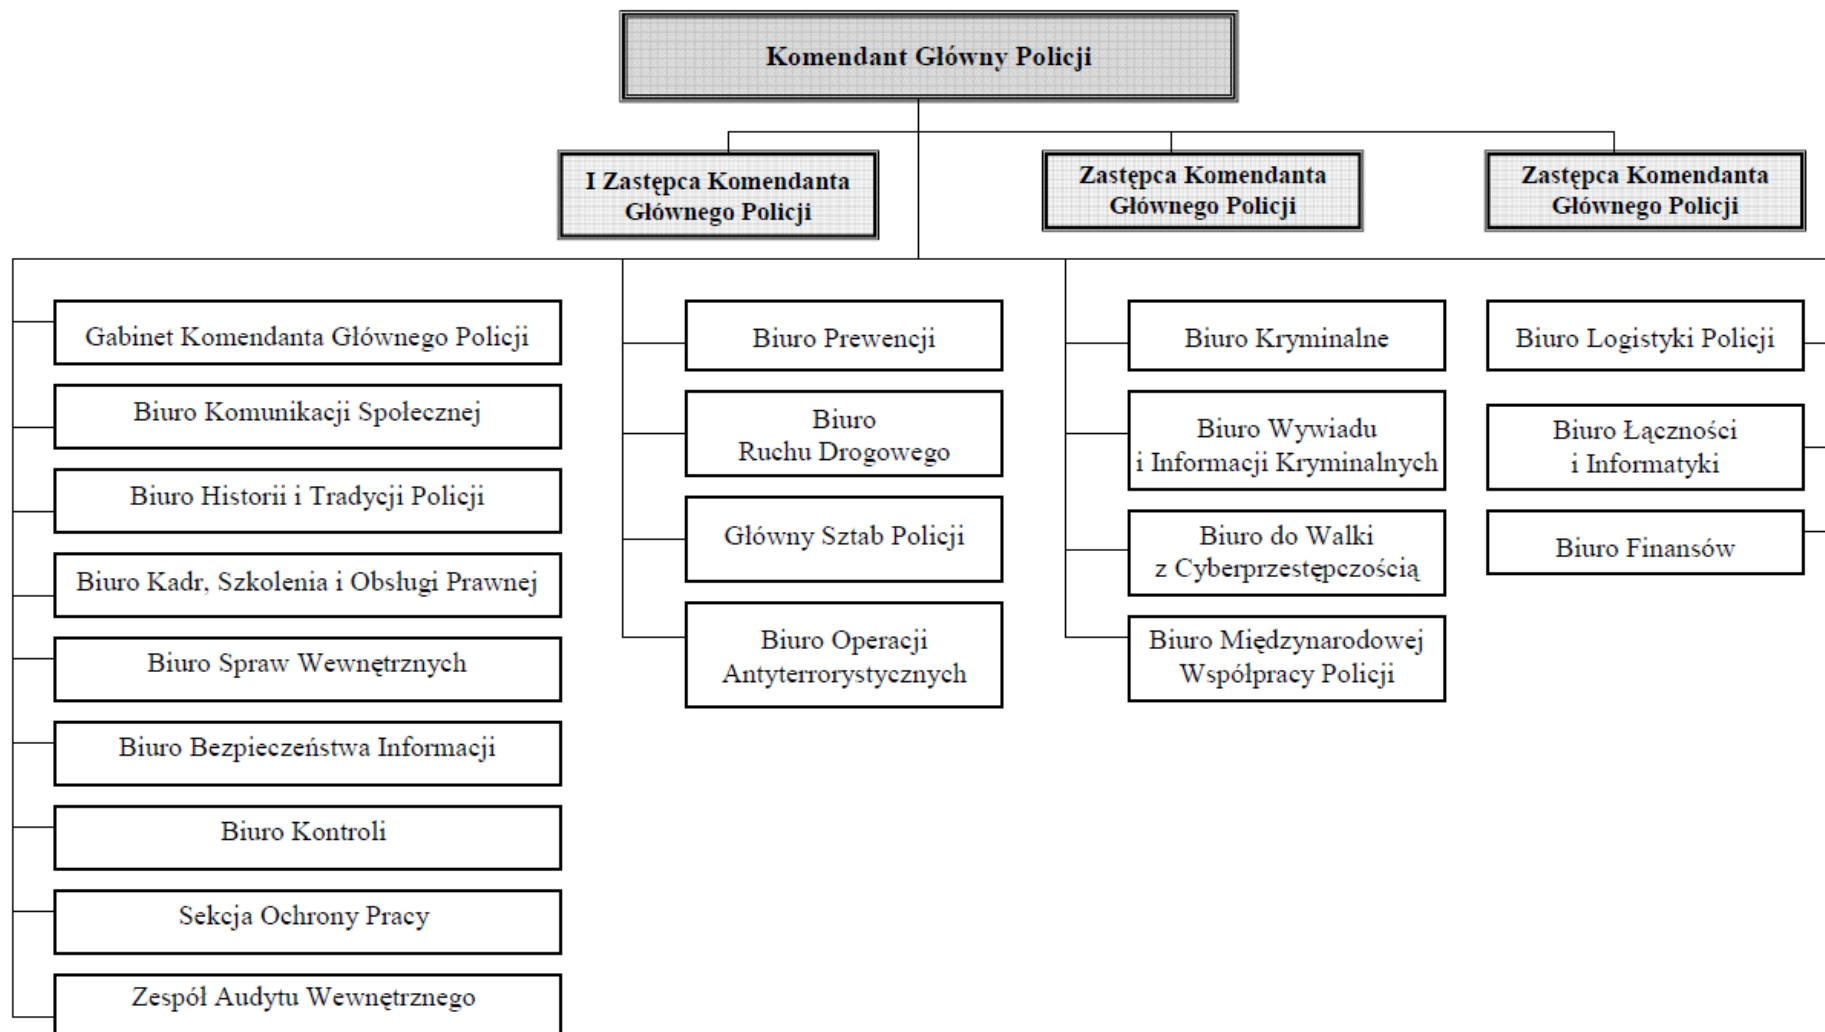 Komendant Główny Policji
I Zastępca Komendanta
Głównego Policji
Zastępca Komendanta
Głównego Policji
Zastępca Komendanta
Głównego Policji
Gabinet Komendanta Głównego Policji
Biuro Komunikacji Społecznej
Biuro Historii i Tradycji Policji
Biuro Kadr, Szkolenia i Obsługi Prawnej
Biuro Spraw Wewnętrznych
Biuro Bezpieczeństwa Informacji
Biuro Kontroli
Sekcja Ochrony Pracy
Zespół Audytu Wewnętrznego
Biuro Prewencji
Biuro
Ruchu Drogowego
Główny Sztab Policji
Biuro Operacji
Antyterrorystycznych
Biuro Kryminalne
Biuro Wywiadu
i Informacji Kryminalnych
Biuro do Walki
z Cyberprzestępczością
Biuro Międzynarodowej
Współpracy Policji
Biuro Logistyki Policji
Biuro Łączności
i Informatyki
Biuro Finansów